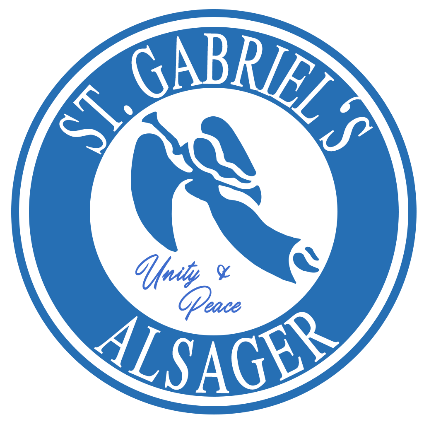 ST. GABRIEL'S
Unity &
Peace
ALSAGER